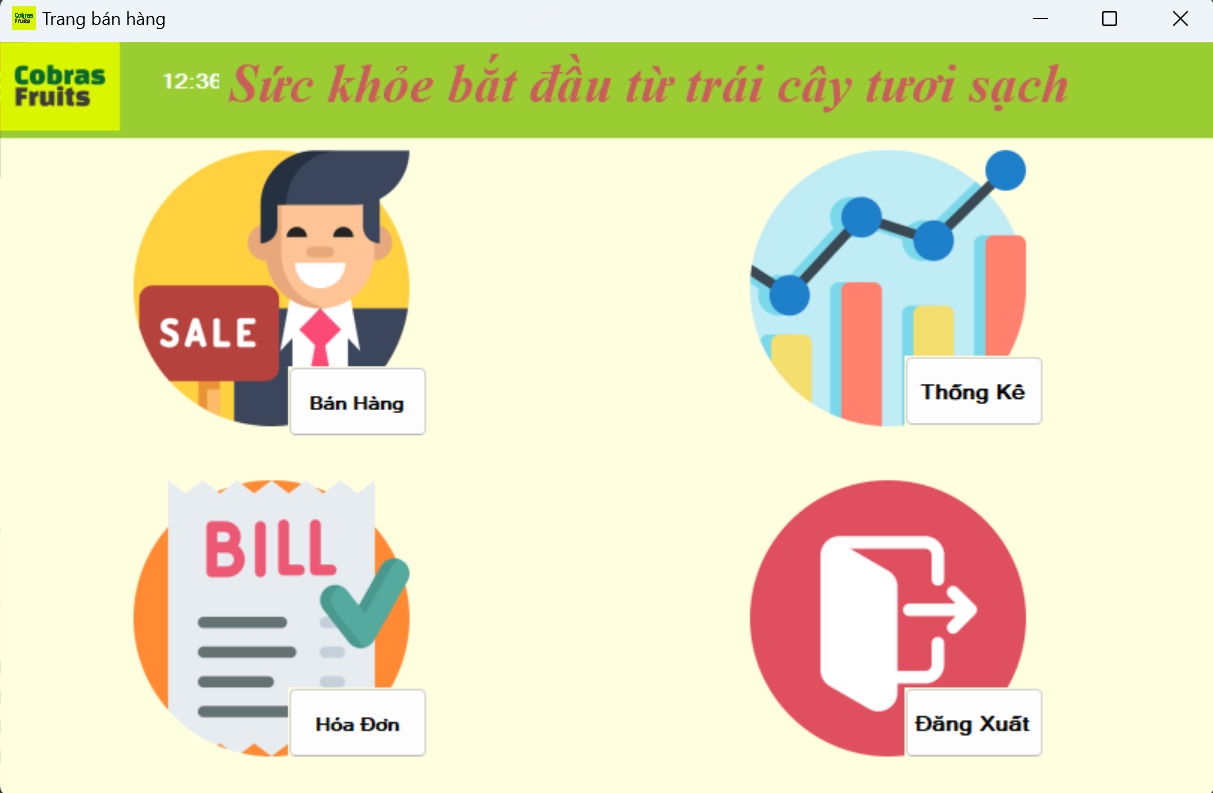 Trang bán hàng
Cobras
Fruits
12:36
Sức khỏe bắt đầu từ trái cây tươi sạch
SALE
Bán Hàng
Thống Kê
BILL
Hóa Đơn
Đăng Xuất